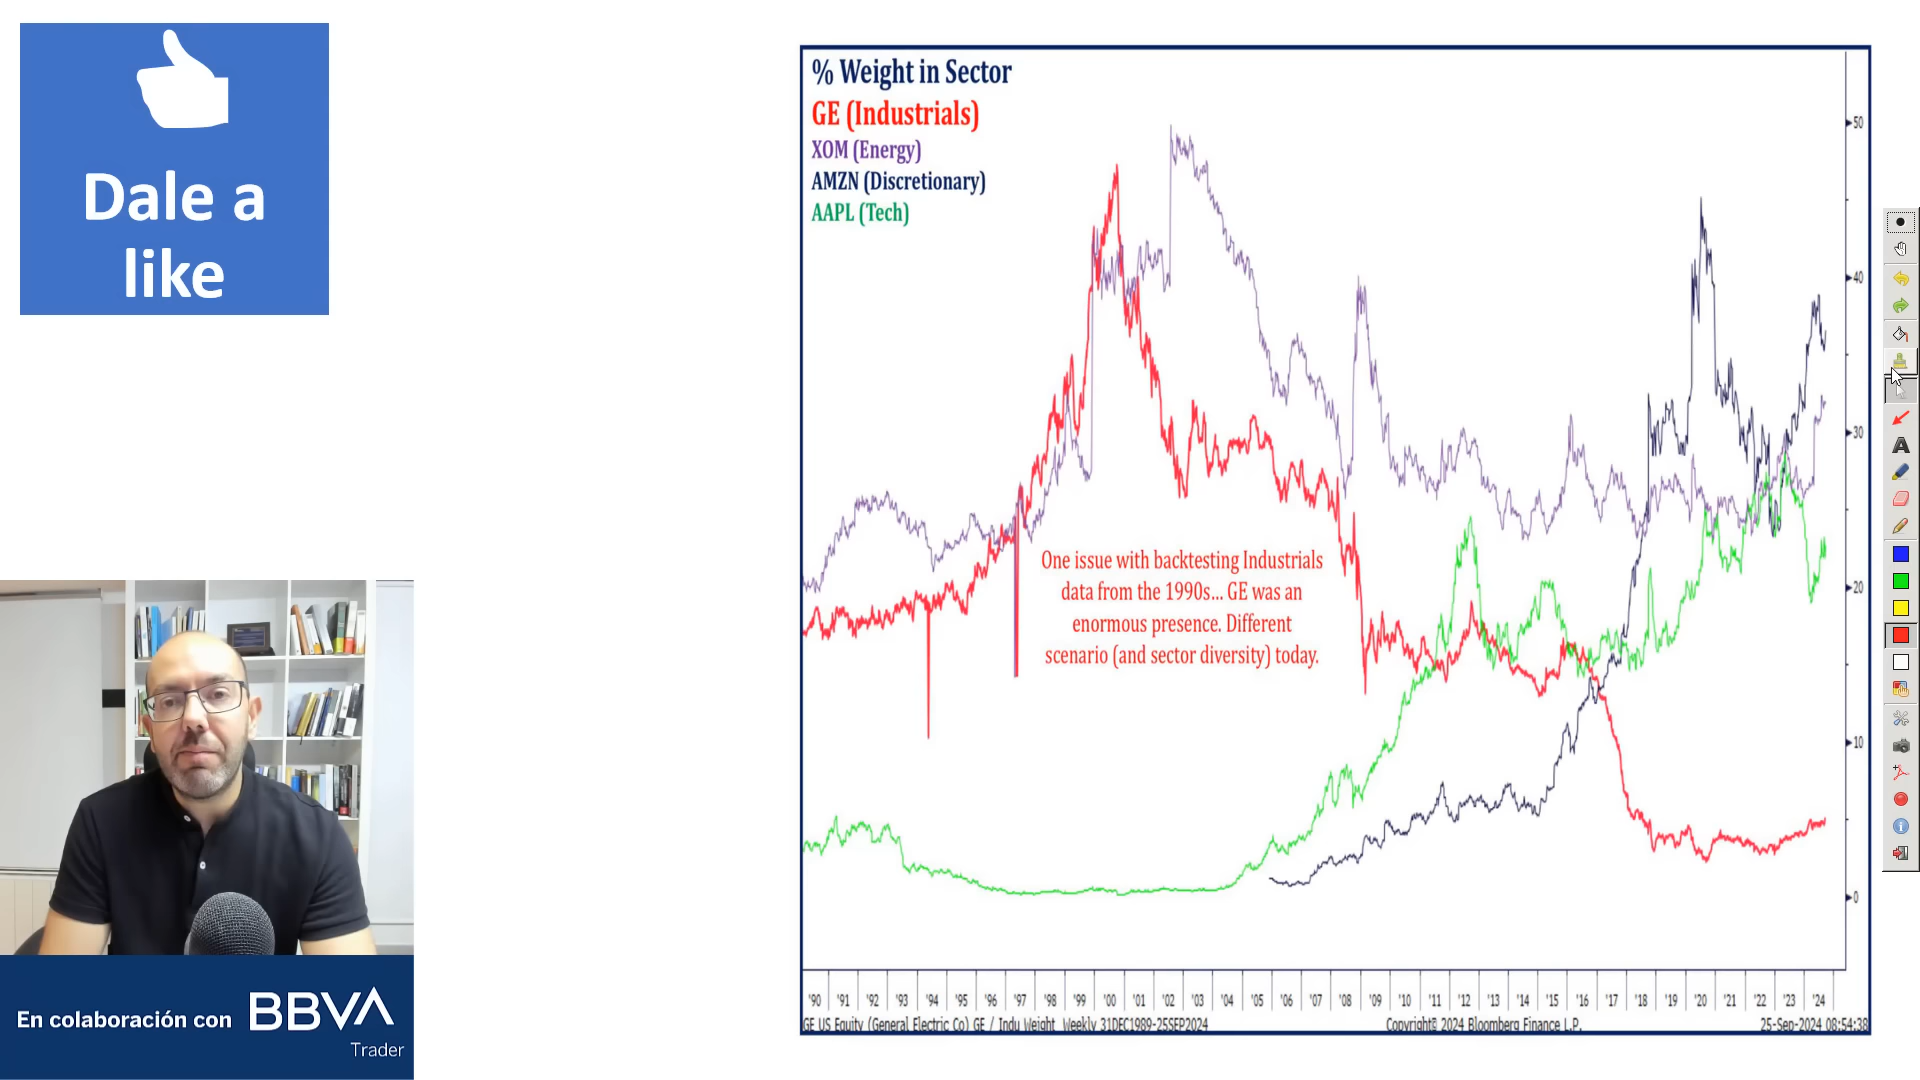 Dale a
like
% Weight in Sector
GE (Industrials)
XOM (Energy)
AMZN (Discretionary)
AAPL (Tech)
50
40
30
20
10
0
One issue with backtesting Industrials
data from the 1990s... GE was an
enormous presence. Different
scenario (and sector diversity) today.
'90 '91 '92 '93 '94 '95 '96 '97 '98 '99 '00 '01 '02 '03 '04 '05 '06 '07 '08 '09 '10 '11 '12 '13 '14 '15 '16 '17 '18 '19 '20 '21 '22 '23 '24
GE US Equity (General Electric Co) GE / Indu Weight Weekly 31DEC1989-25SEP2024 Copyright© 2024 Bloomberg Finance L.P. 25-Sep-2024 08:54:38
En colaboración con BBVA
Trader
A